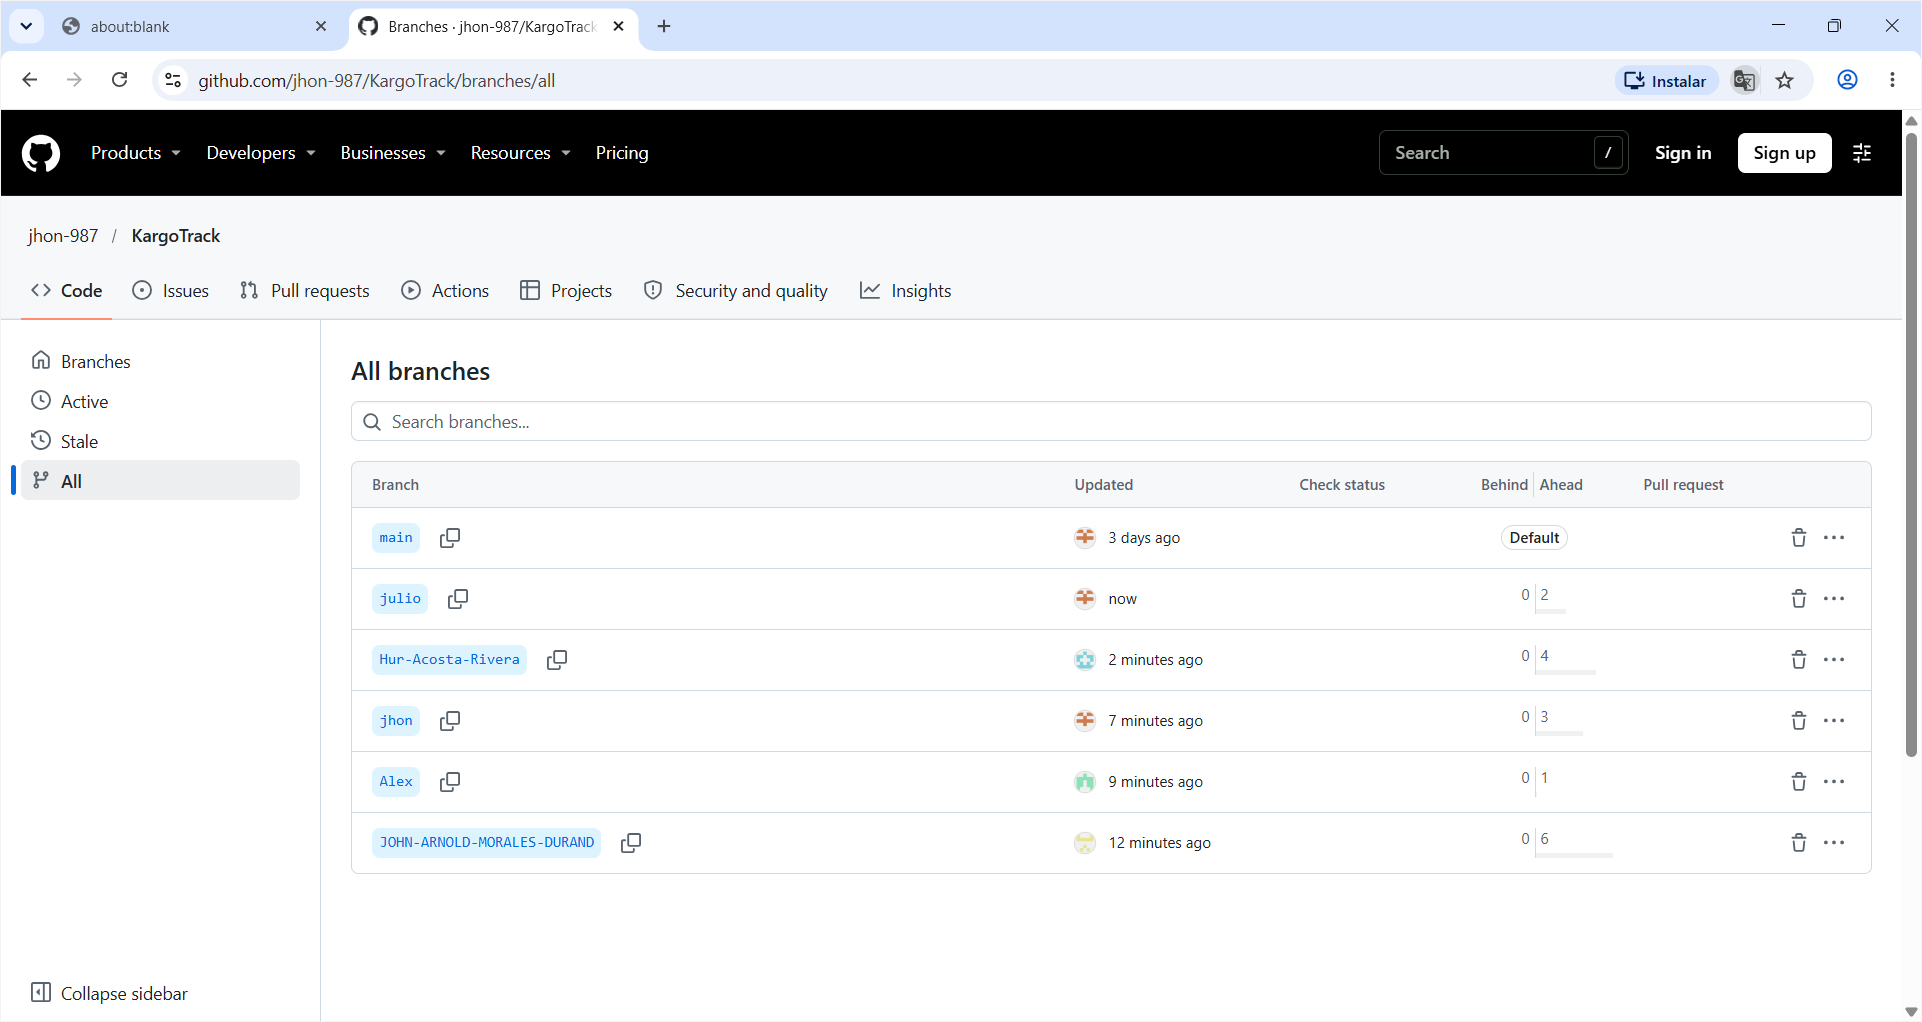 about:blank
Branches · jhon-987/KargoTrack
github.com/jhon-987/KargoTrack/branches/all
Instalar
Products Developers Businesses Resources Pricing
Search /
Sign in
Sign up
jhon-987 / KargoTrack
Code Issues Pull requests Actions Projects Security and quality Insights
Branches
Active
Stale
All
All branches
Search branches...
Branch Updated Check status Behind Ahead Pull request
main 3 days ago Default
julio now 0 2
Hur-Acosta-Rivera 2 minutes ago 0 4
jhon 7 minutes ago 0 3
Alex 9 minutes ago 0 1
JOHN-ARNOLD-MORALES-DURAND 12 minutes ago 0 6
Collapse sidebar